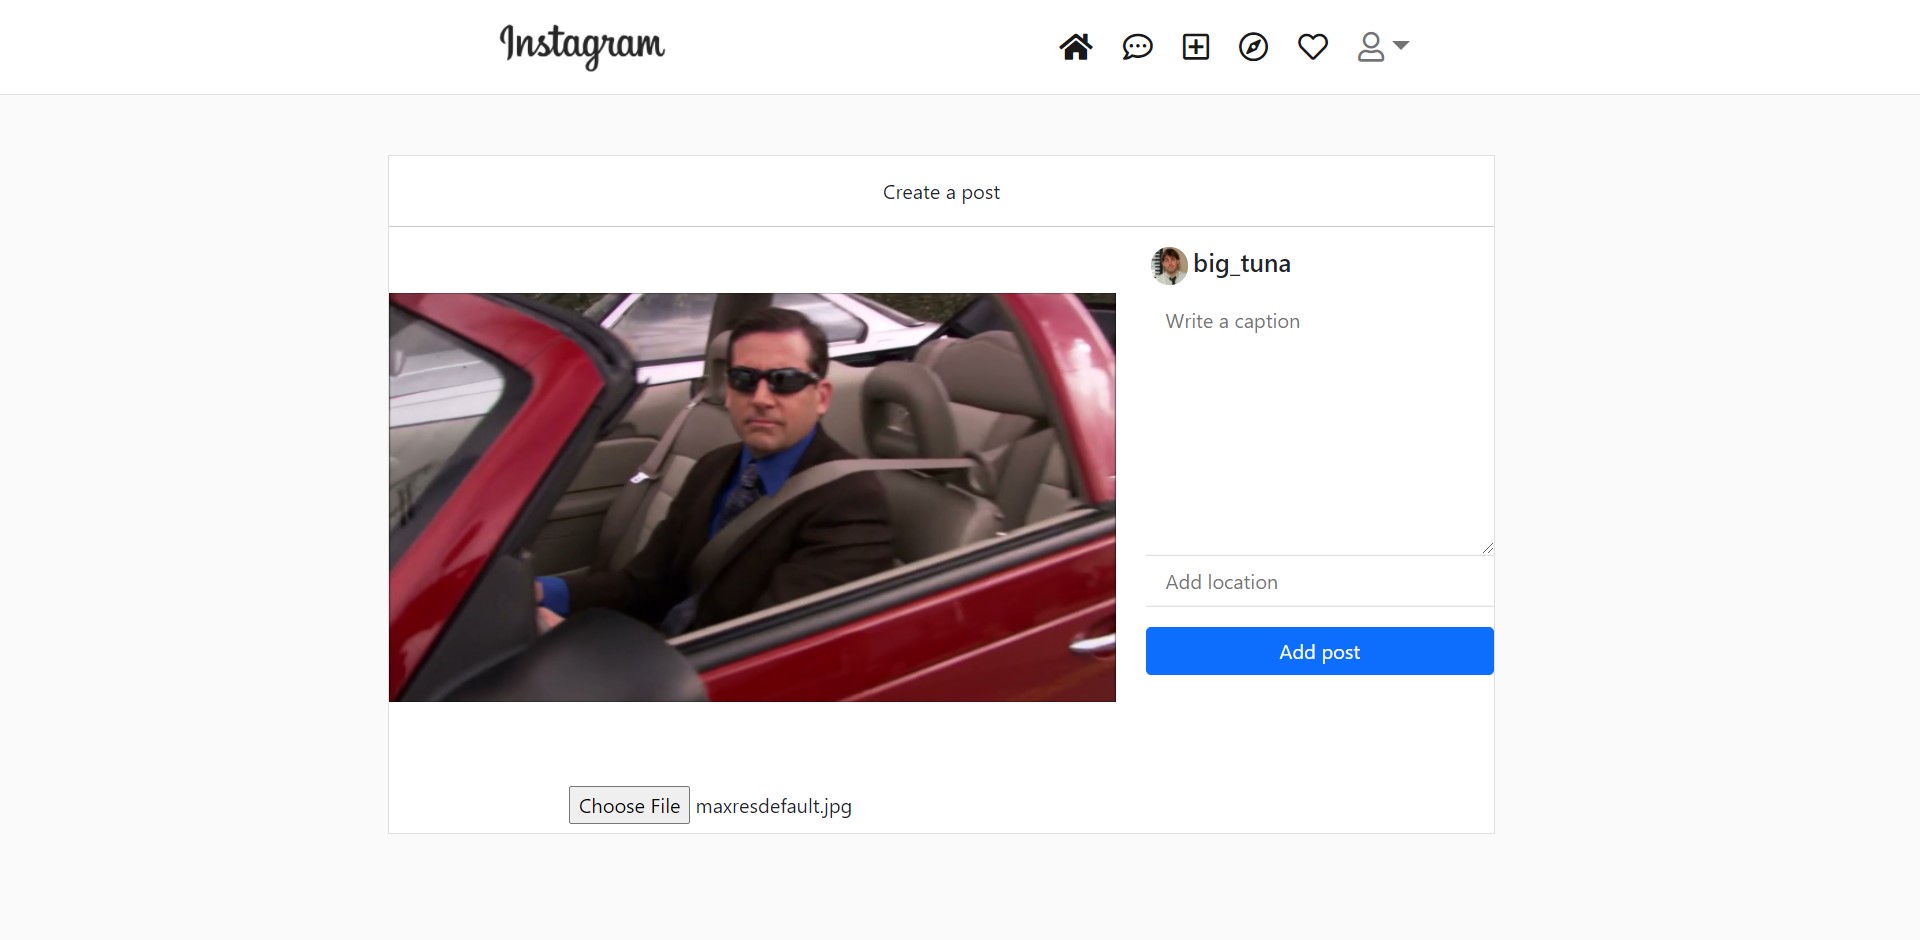 Instagram
Create a post
big_tuna
Write a caption
Add location
Add post
Choose File maxresdefault.jpg